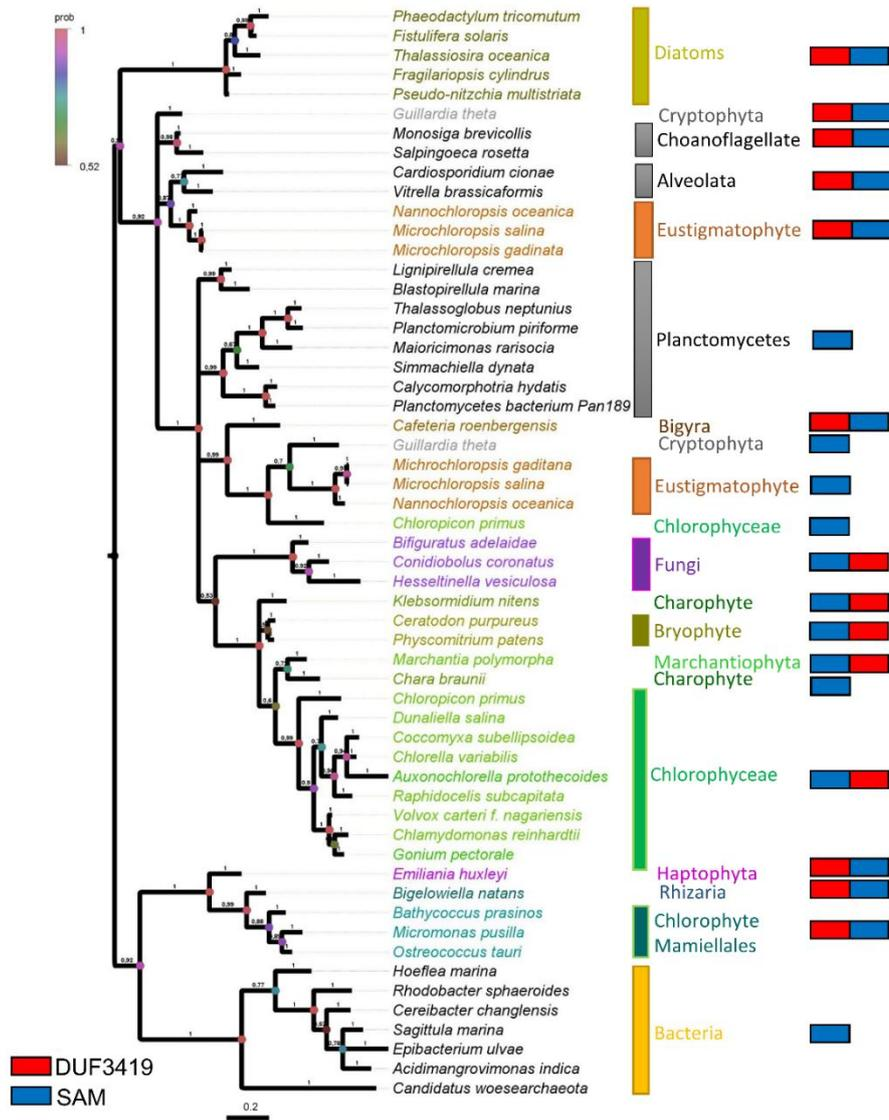 prob
1
0,52
Phaeodactylum tricornutum
Fistulifera solaris
Thalassiosira oceanica
Diatoms
Fragilariopsis cylindrus
Pseudo-nitzchia multistriata
Guillardia theta
Cryptophyta
Monosiga brevicollis
Choanoflagellate
Salpingoeca rosetta
Cardiosporidium cionae
Alveolata
Vitrella brassicaformis
Nannochloropsis oceanica
Microchloropsis salina
Eustigmatophyte
Microchloropsis gadinata
Lignipirellula cremea
Blastopirellula marina
Thalassoglobus neptunius
Planctomicrobium piriforme
Planctomycetes
Maioricimonas rarisocia
Simmachiella dynata
Calycomorphotria hydatis
Planctomycetes bacterium Pan189
Cafeteria roenbergensis
Bigyra
Guillardia theta
Cryptophyta
Michrochloropsis gaditana
Microchloropsis salina
Eustigmatophyte
Nannochloropsis oceanica
Chloropicon primus
Chlorophyceae
Bifiguratus adelaidae
Conidiobolus coronatus
Fungi
Hesseltinella vesiculosa
Klebsormidium nitens
Charophyte
Ceratodon purpureus
Bryophyte
Physcomitrium patens
Marchantia polymorpha
Marchantiophyta
Chara braunii
Charophyte
Chloropicon primus
Dunaliella salina
Coccomyxa subellipsoidea
Chlorella variabilis
Auxonochlorella protothecoides
Chlorophyceae
Raphidocelis subcapitata
Volvox carteri f. nagariensis
Chlamydomonas reinhardtii
Gonium pectorale
Emiliania huxleyi
Haptophyta
Bigelowiella natans
Rhizaria
Bathycoccus prasinos
Chlorophyte
Micromonas pusilla
Mamiellales
Ostreococcus tauri
Hoeflea marina
Rhodobacter sphaeroides
Cereibacter changlensis
Sagittula marina
Bacteria
Epibacterium ulvae
Acidimangrovimonas indica
Candidatus woesearchaeota
DUF3419
SAM
0.2